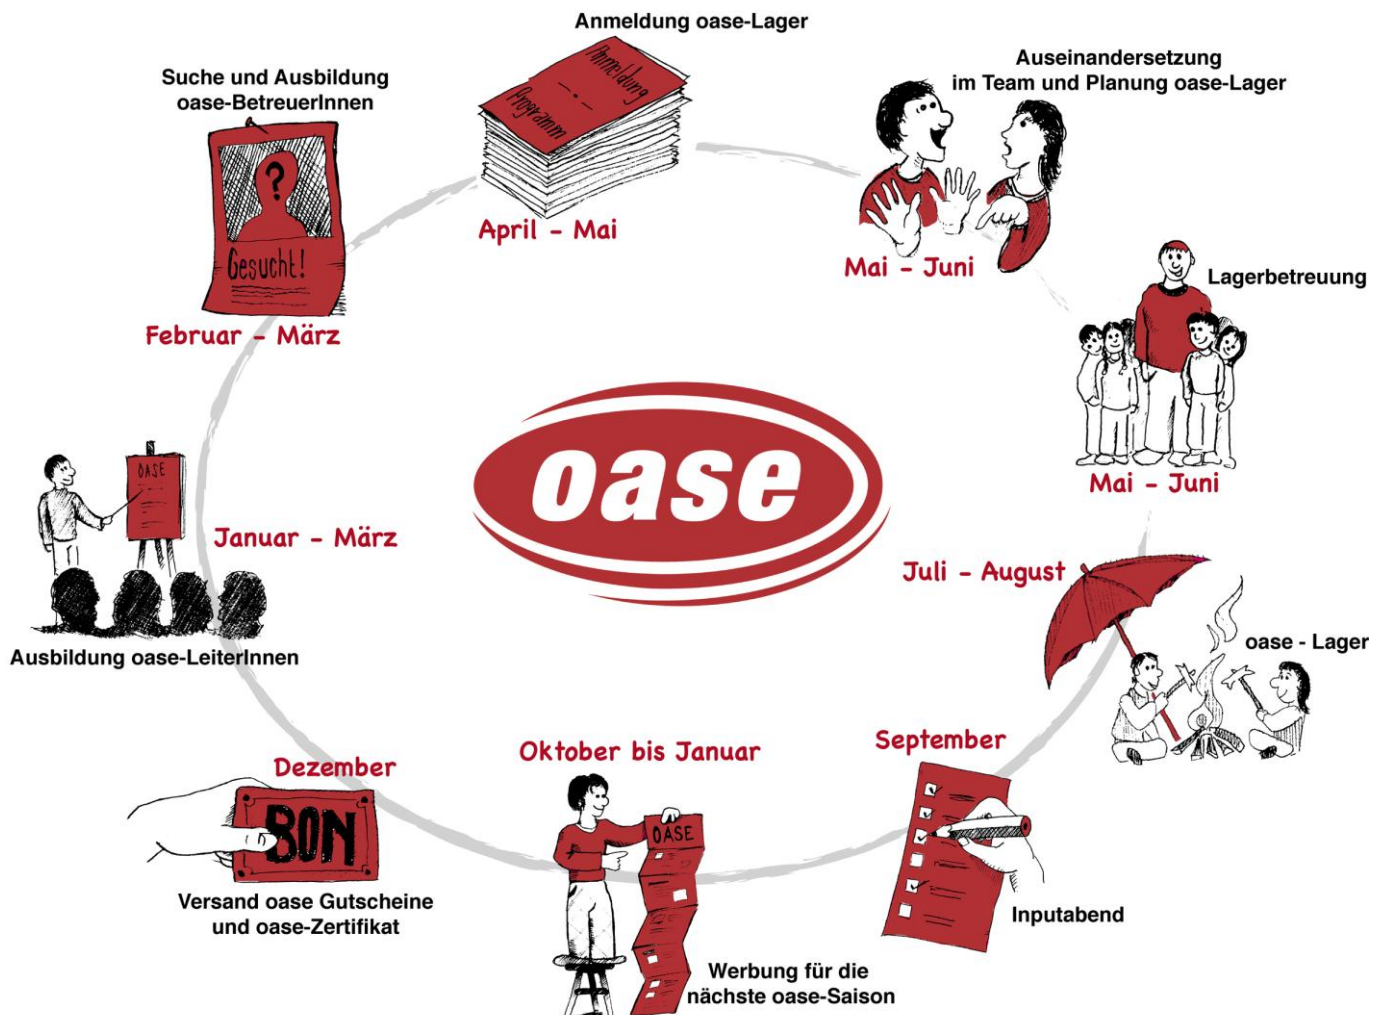 Anmeldung oase-Lager
Anmeldung
Programm
April - Mai
Auseinandersetzung
im Team und Planung oase-Lager
Mai - Juni
Lagerbetreuung
Mai - Juni
Juli - August
oase - Lager
September
Inputabend
Oktober bis Januar
OASE
Werbung für die
nächste oase-Saison
Dezember
BON
Versand oase Gutscheine
und oase-Zertifikat
Januar - März
OASE
Ausbildung oase-LeiterInnen
Suche und Ausbildung
oase-BetreuerInnen
?
Gesucht!
Februar - März
oase